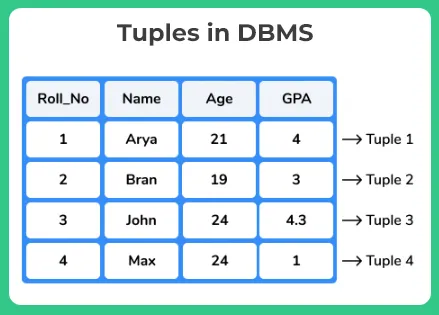 Tuples in DBMS
Roll_No Name Age GPA
1 Arya 21 4 → Tuple 1
2 Bran 19 3 → Tuple 2
3 John 24 4.3 → Tuple 3
4 Max 24 1 → Tuple 4